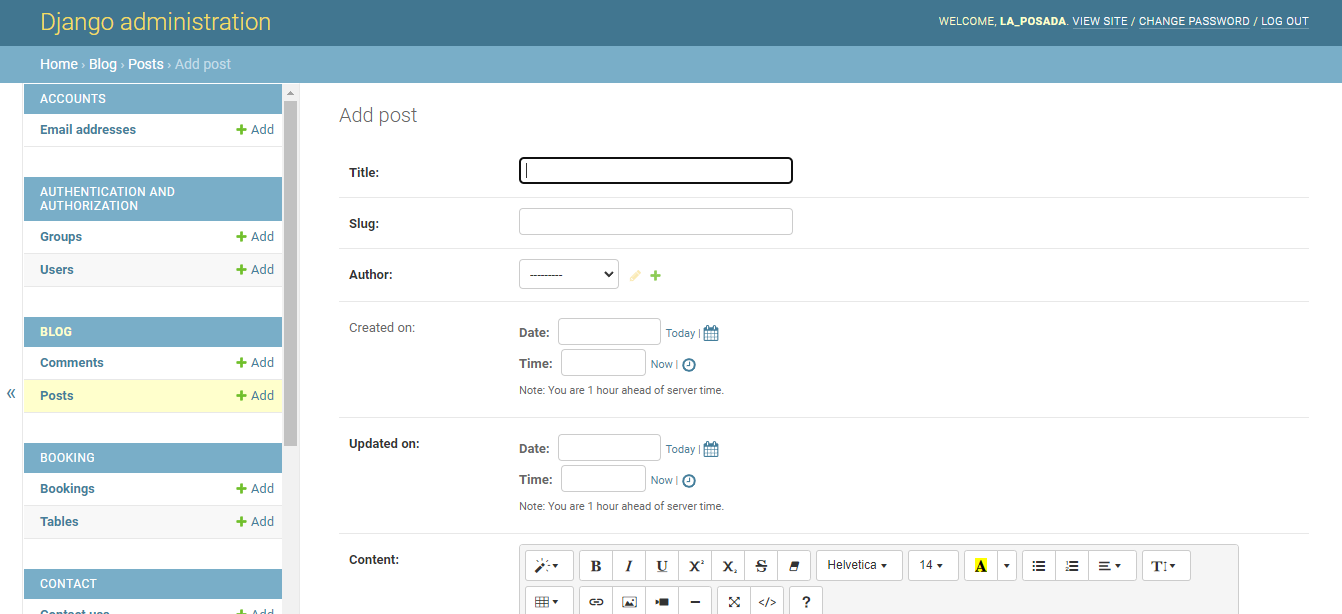 Django administration
WELCOME, LA_POSADA. VIEW SITE / CHANGE PASSWORD / LOG OUT
Home › Blog › Posts › Add post
ACCOUNTS
Email addresses + Add
AUTHENTICATION AND
AUTHORIZATION
Groups + Add
Users + Add
BLOG
Comments + Add
Posts + Add
BOOKING
Bookings + Add
Tables + Add
CONTACT
Contact uss + Add
«
Add post
Title:
Slug:
Author: ---------
Created on:
Date: Today |
Time: Now |
Note: You are 1 hour ahead of server time.
Updated on:
Date: Today |
Time: Now |
Note: You are 1 hour ahead of server time.
Content:
B I U X² X₂ S Helvetica 14 A TI
</> ?